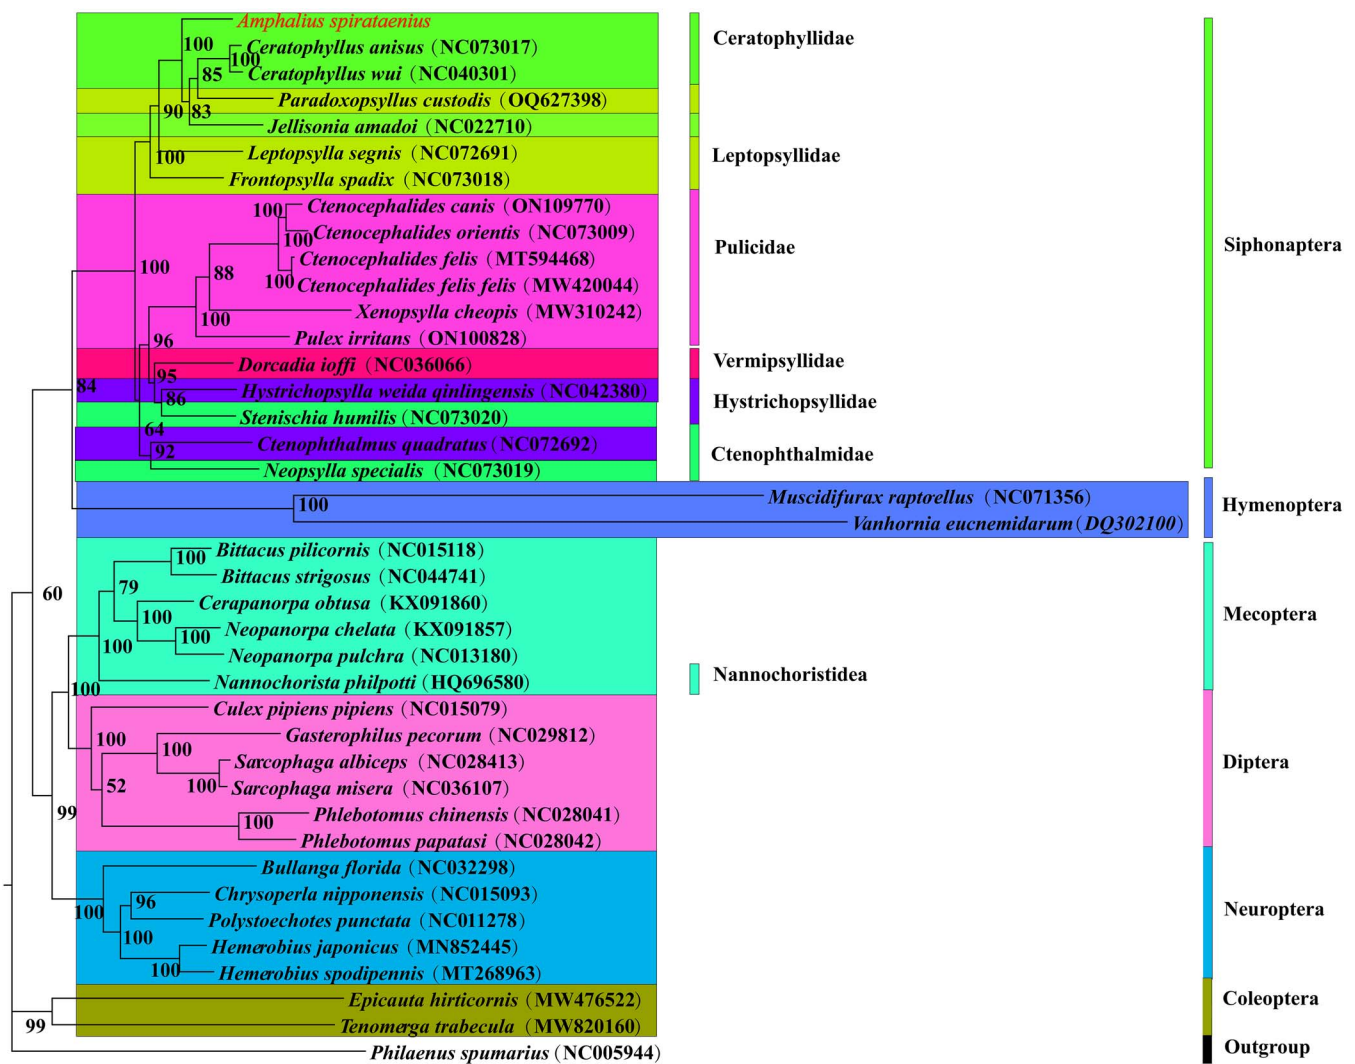 Amphalius spirataenius
100
Ceratophyllus anisus (NC073017)
Ceratophyllidae
100
85
Ceratophyllus wui (NC040301)
Paradoxopsyllus custodis (OQ627398)
90
83
Jellisonia amadoi (NC022710)
Leptopsylla segnis (NC072691)
Leptopsyllidae
100
Frontopsylla spadix (NC073018)
Ctenocephalides canis (ON109770)
100
Ctenocephalides orientis (NC073009)
100
Pulicidae
Siphonaptera
Ctenocephalides felis (MT594468)
100
88
Ctenocephalides felis felis (MW420044)
100
Xenopsylla cheopis (MW310242)
100
Pulex irritans (ON100828)
96
Dorcadia ioffi (NC036066)
Vermipsyllidae
95
84
Hystrichopsylla weida qinlingensis (NC042380)
86
Hystrichopsyllidae
Stenischia humilis (NC073020)
64
Ctenophthalmus quadratus (NC072692)
92
Ctenophthalmidae
Neopsylla specialis (NC073019)
Muscidifurax raptoellus (NC071356)
100
Hymenoptera
Vanhornia eucnemidarum (DQ302100)
Bittacus pilicornis (NC015118)
100
Bittacus strigosus (NC044741)
79
60
Cerapanorpa obtusa (KX091860)
100
Mecoptera
Neopanorpa chelata (KX091857)
100
100
Neopanorpa pulchra (NC013180)
Nannochorista philpotti (HQ696580)
Nannochoristidea
100
Culex pipiens pipiens (NC015079)
100
Gasterophilus pecorum (NC029812)
100
Sarcophaga albiceps (NC028413)
Diptera
52
100
Sarcophaga misera (NC036107)
99
Phlebotomus chinensis (NC028041)
100
Phlebotomus papatasi (NC028042)
Bullanga florida (NC032298)
Chrysoperla nipponensis (NC015093)
96
100
Neuroptera
Polystoechotes punctata (NC011278)
100
Hemerobius japonicus (MN852445)
100
Hemerobius spodipennis (MT268963)
Epicauta hirticornis (MW476522)
Coleoptera
99
Tenomerga trabecula (MW820160)
Philaenus spumarius (NC005944)
Outgroup